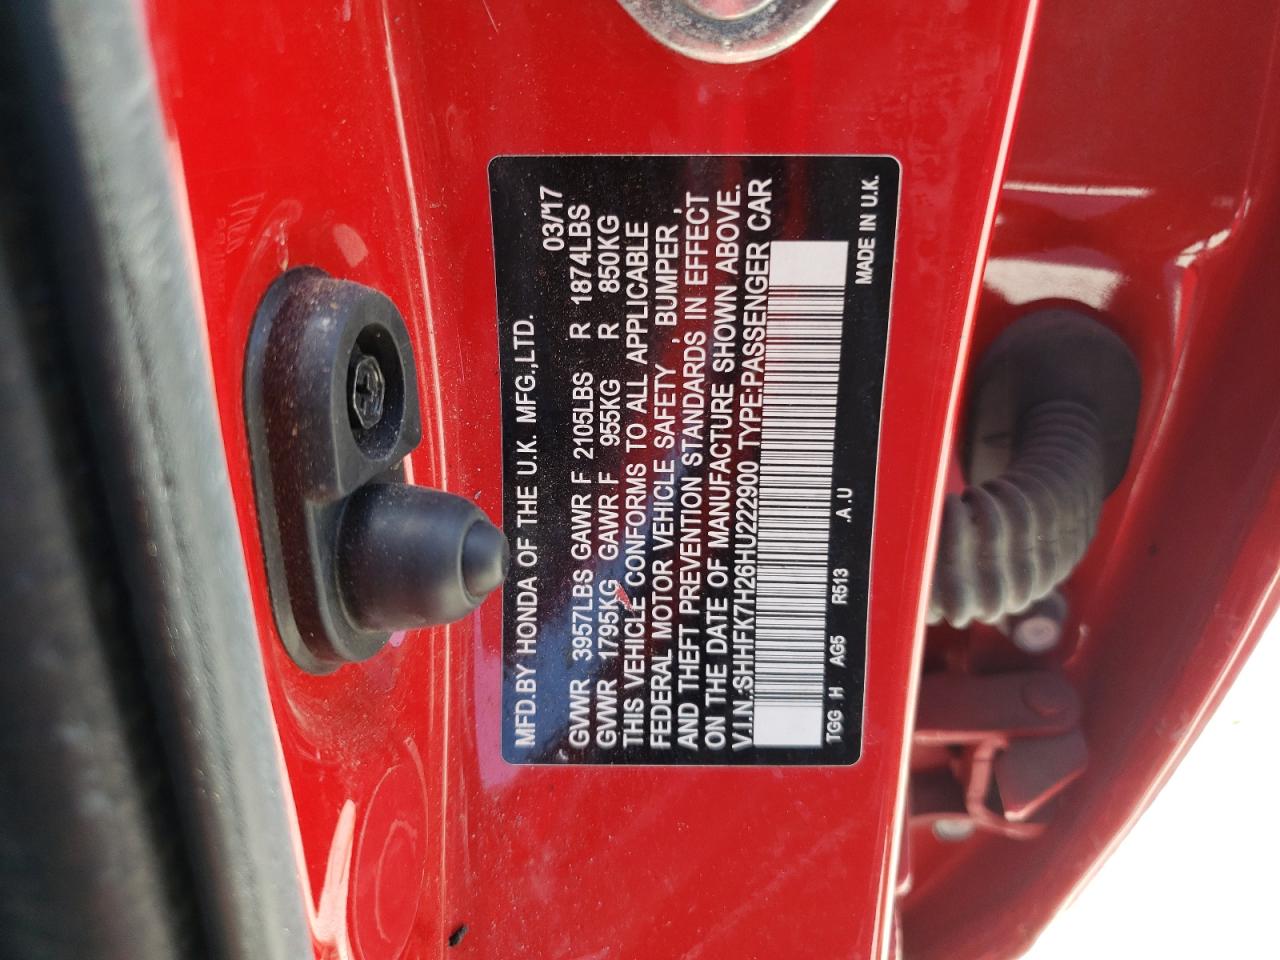 MFD.BY HONDA OF THE U.K. MFG.,LTD. 03/17
GVWR 3957LBS GAWR F 2105LBS R 1874LBS
GVWR 1795KG GAWR F 955KG R 850KG
THIS VEHICLE CONFORMS TO ALL APPLICABLE
FEDERAL MOTOR VEHICLE SAFETY , BUMPER,
AND THEFT PREVENTION STANDARDS IN EFFECT
ON THE DATE OF MANUFACTURE SHOWN ABOVE.
V.I.N.:SHHFK7H26HU222900 TYPE:PASSENGER CAR
TGG H AG5 R513 .A .U MADE IN U.K.